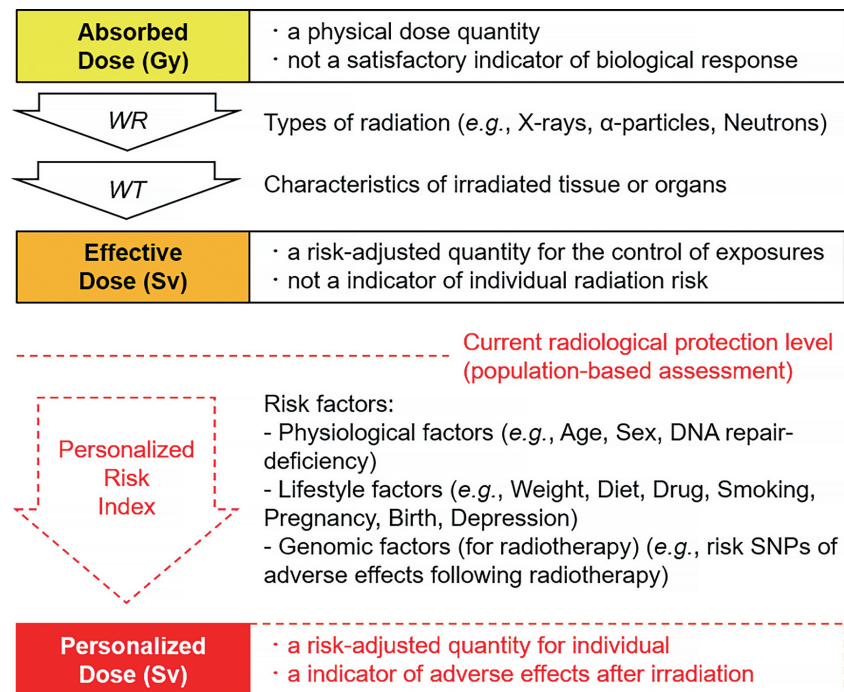 Absorbed
Dose (Gy)
· a physical dose quantity
· not a satisfactory indicator of biological response
WR
Types of radiation (e.g., X-rays, α-particles, Neutrons)
WT
Characteristics of irradiated tissue or organs
Effective
Dose (Sv)
· a risk-adjusted quantity for the control of exposures
· not a indicator of individual radiation risk
Current radiological protection level
(population-based assessment)
Personalized
Risk
Index
Risk factors:
- Physiological factors (e.g., Age, Sex, DNA repair-
deficiency)
- Lifestyle factors (e.g., Weight, Diet, Drug, Smoking,
Pregnancy, Birth, Depression)
- Genomic factors (for radiotherapy) (e.g., risk SNPs of
adverse effects following radiotherapy)
Personalized
Dose (Sv)
· a risk-adjusted quantity for individual
· a indicator of adverse effects after irradiation